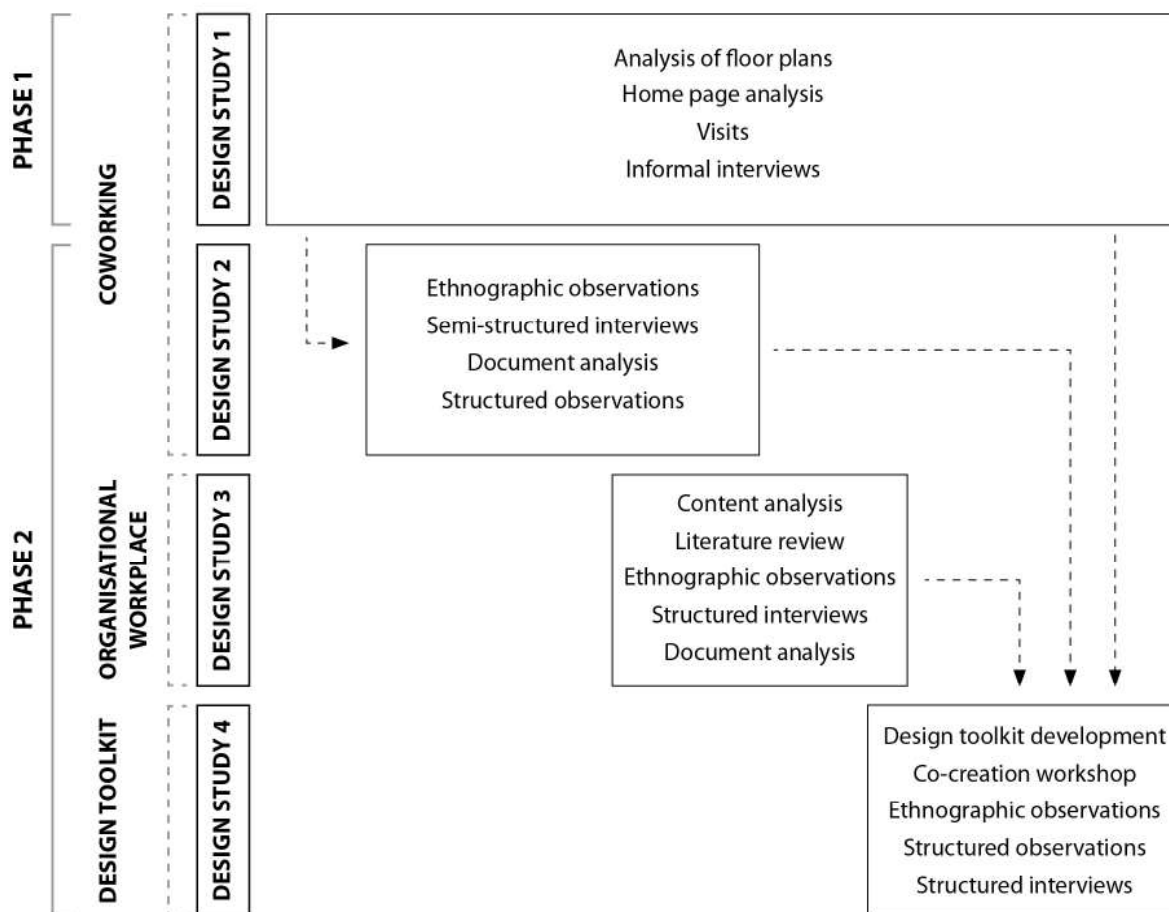 PHASE 1
COWORKING
DESIGN STUDY 1
Analysis of floor plans
Home page analysis
Visits
Informal interviews
PHASE 2
DESIGN STUDY 2
Ethnographic observations
Semi-structured interviews
Document analysis
Structured observations
ORGANISATIONAL
WORKPLACE
DESIGN STUDY 3
Content analysis
Literature review
Ethnographic observations
Structured interviews
Document analysis
DESIGN TOOLKIT
DESIGN STUDY 4
Design toolkit development
Co-creation workshop
Ethnographic observations
Structured observations
Structured interviews